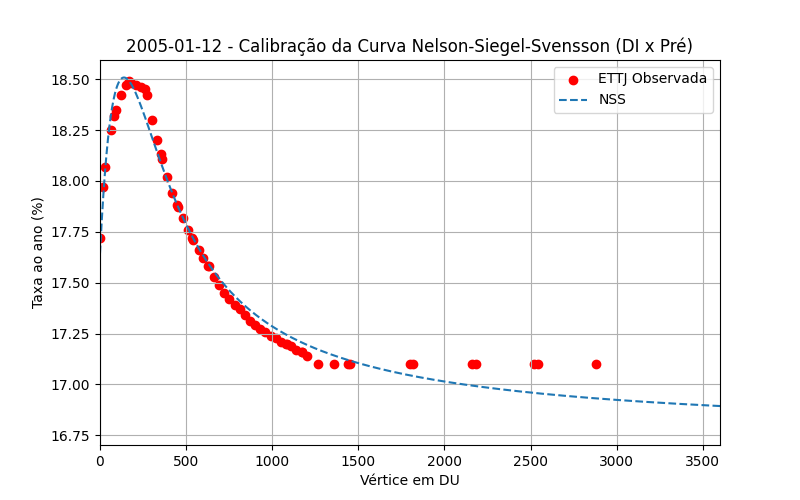 2005-01-12 - Calibração da Curva Nelson-Siegel-Svensson (DI x Pré)
ETTJ Observada
NSS
Taxa ao ano (%)
18.50
18.25
18.00
17.75
17.50
17.25
17.00
16.75
0 500 1000 1500 2000 2500 3000 3500
Vértice em DU